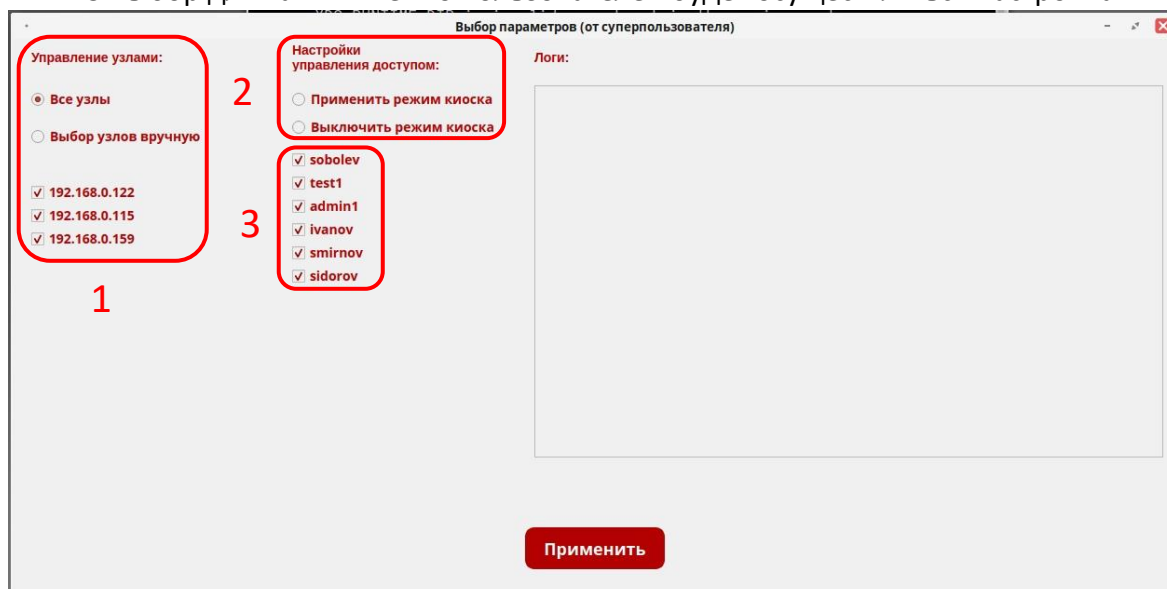 Выбор параметров (от суперпользователя)
Управление узлами:
Все узлы
Выбор узлов вручную
192.168.0.122
192.168.0.115
192.168.0.159
1
2
Настройки
управления доступом:
Применить режим киоска
Выключить режим киоска
3
sobolev
test1
admin1
ivanov
smirnov
sidorov
Логи:
Применить